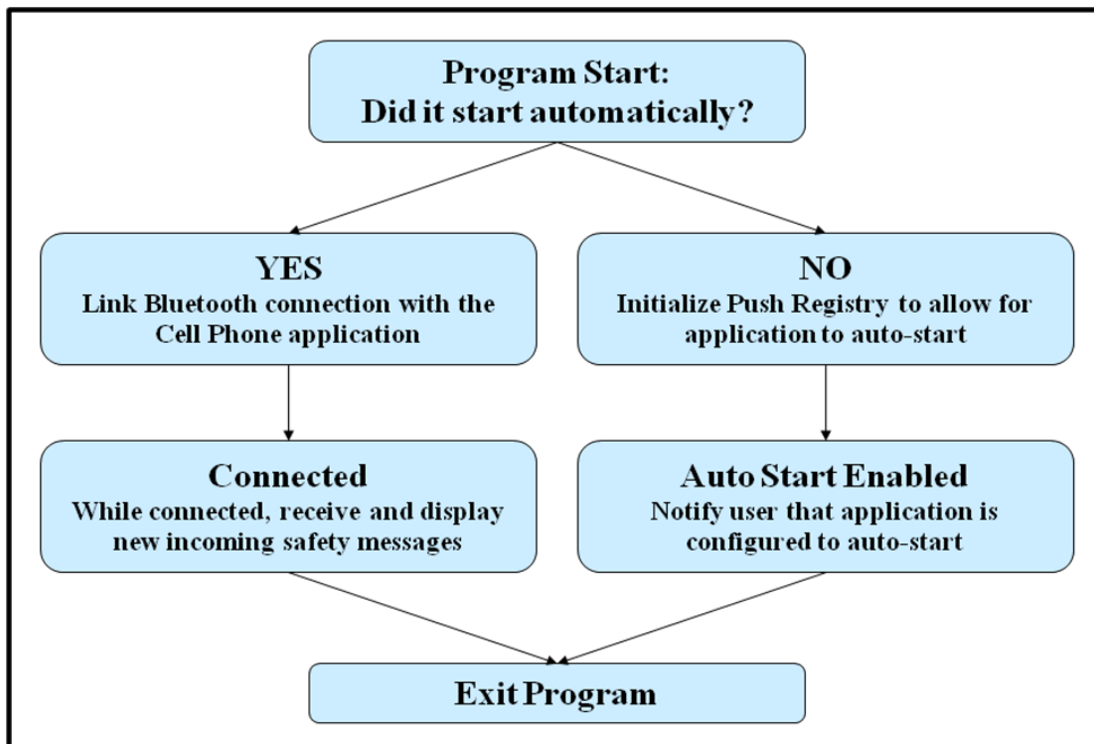 Program Start:
Did it start automatically?
YES
Link Bluetooth connection with the
Cell Phone application
NO
Initialize Push Registry to allow for
application to auto-start
Connected
While connected, receive and display
new incoming safety messages
Auto Start Enabled
Notify user that application is
configured to auto-start
Exit Program